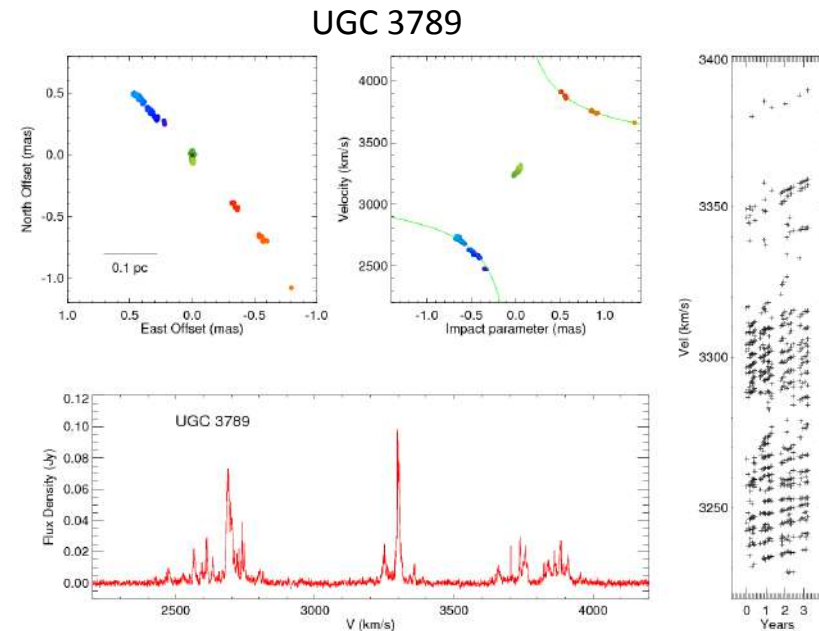 UGC 3789
North Offset (mas)
0.5
0.0
-0.5
-1.0
0.1 pc
1.0 0.5 0.0 -0.5 -1.0
East Offset (mas)
Velocity (km/s)
4000
3500
3000
2500
-1.0 -0.5 0.0 0.5 1.0
Impact parameter (mas)
Vel (km/s)
3400
3350
3300
3250
0 1 2 3
Years
Flux Density (Jy)
0.12
0.10
0.08
0.06
0.04
0.02
0.00
UGC 3789
2500 3000 3500 4000
V (km/s)